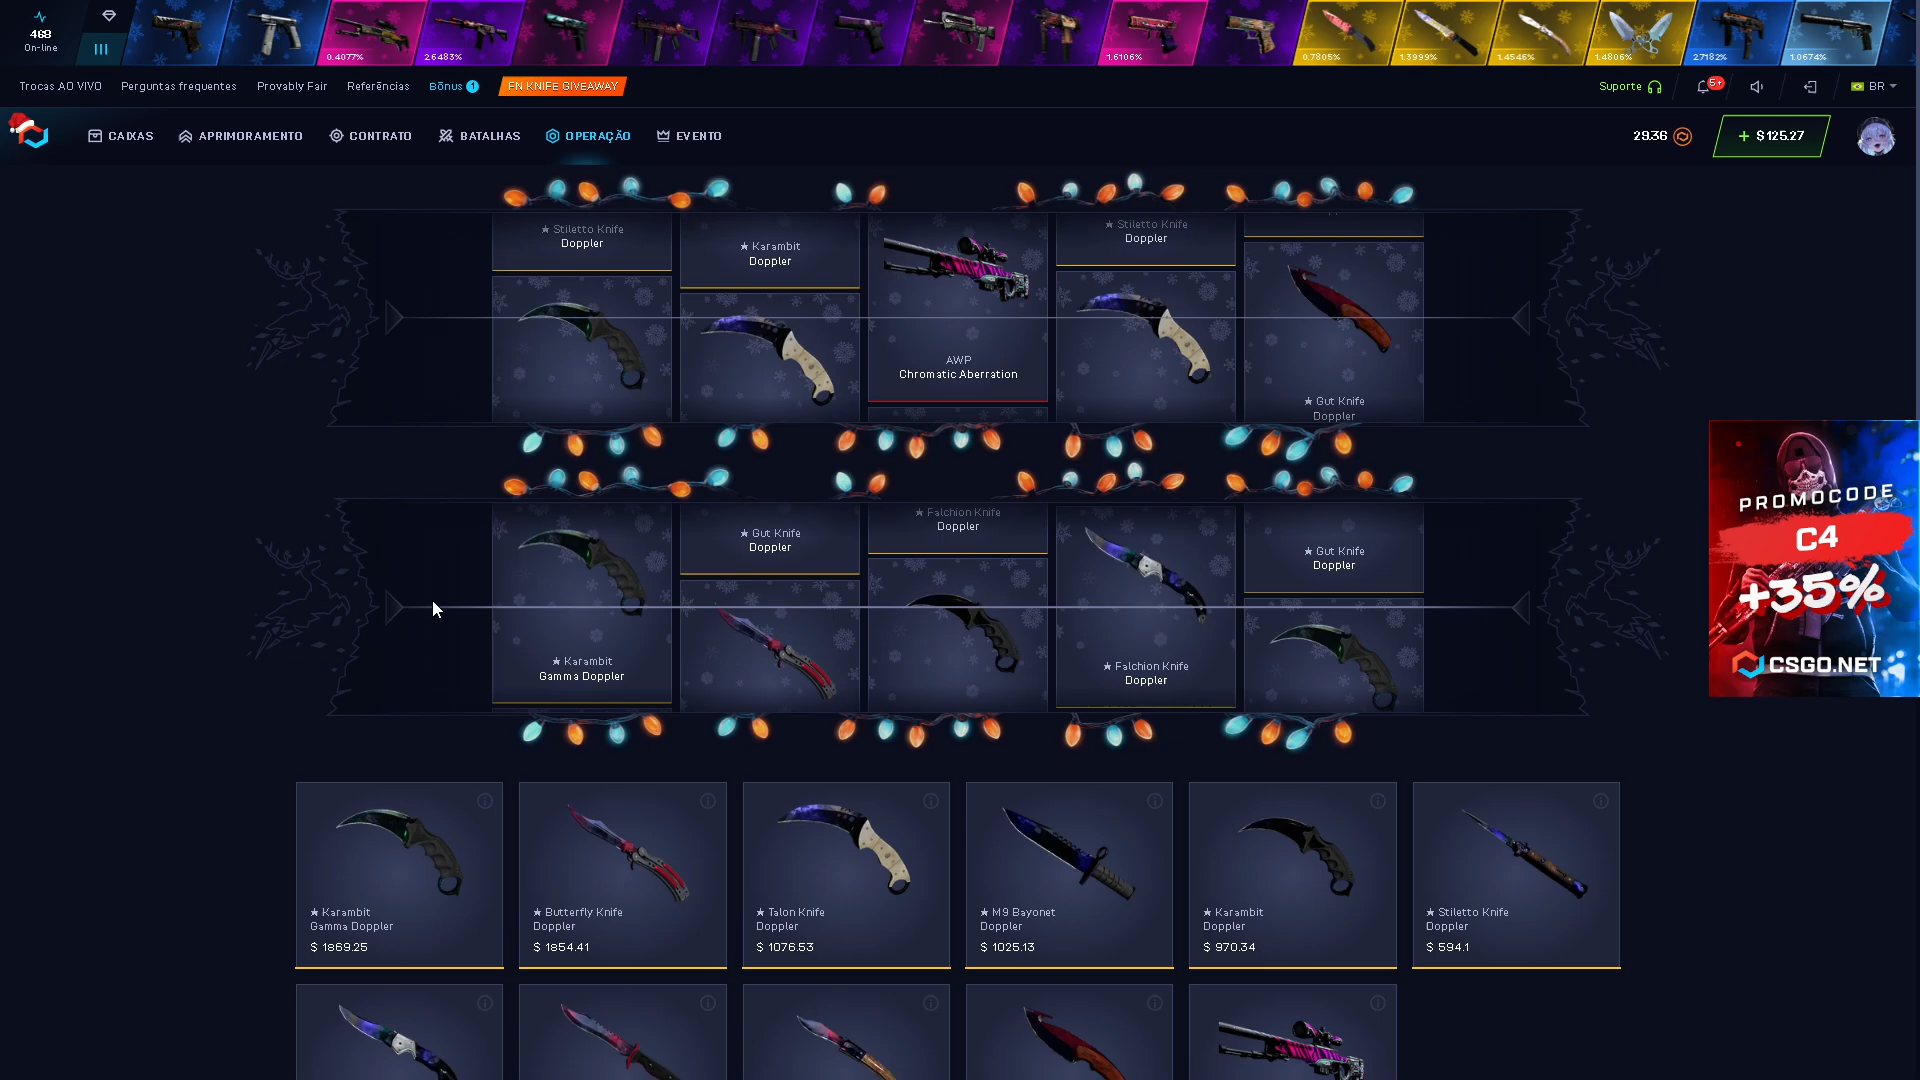 468
On-line
0.4077%
2.6483%
1.6106%
0.7805%
1.3999%
1.4546%
1.4806%
2.7182%
1.0674%
Trocas AO VIVO
Perguntas frequentes
Provably Fair
Referências
Bônus 1
FN KNIFE GIVEAWAY
Suporte
5+
BR
CAIXAS
APRIMORAMENTO
CONTRATO
BATALHAS
OPERAÇÃO
EVENTO
29.36
+ $ 125.27
★ Stiletto Knife
Doppler
★ Karambit
Doppler
AWP
Chromatic Aberration
★ Stiletto Knife
Doppler
★ Gut Knife
Doppler
★ Karambit
Gamma Doppler
★ Gut Knife
Doppler
★ Falchion Knife
Doppler
★ Falchion Knife
Doppler
★ Gut Knife
Doppler
PROMOCODE
C4
+35%
CSGO.NET
★ Karambit
Gamma Doppler
$ 1869.25
★ Butterfly Knife
Doppler
$ 1854.41
★ Talon Knife
Doppler
$ 1076.53
★ M9 Bayonet
Doppler
$ 1025.13
★ Karambit
Doppler
$ 970.34
★ Stiletto Knife
Doppler
$ 594.1